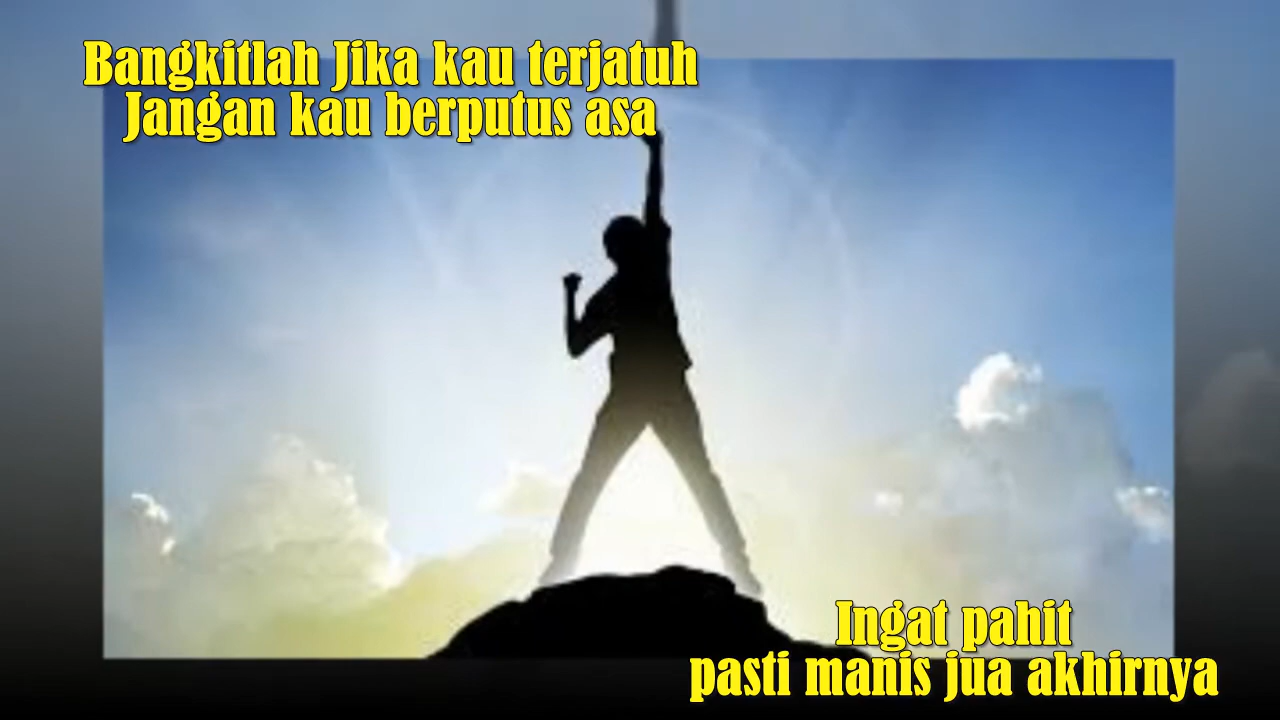 Bangkitlah Jika kau terjatuh
Jangan kau berputus asa
Ingat pahit
pasti manis jua akhirnya